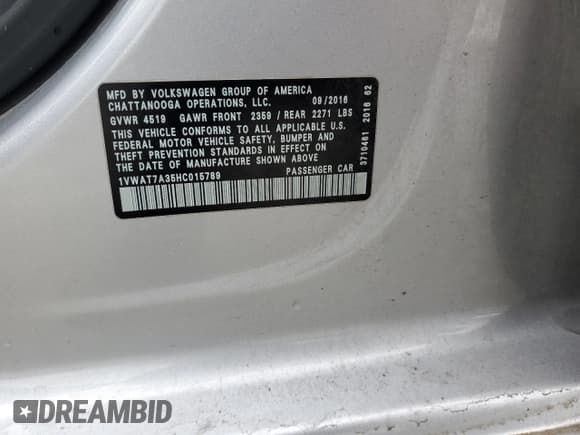 MFD BY VOLKSWAGEN GROUP OF AMERICA
CHATTANOOGA OPERATIONS, LLC. 09/2016
GVWR 4519 GAWR FRONT 2359 / REAR 2271 LBS
THIS VEHICLE CONFORMS TO ALL APPLICABLE U.S.
FEDERAL MOTOR VEHICLE SAFETY, BUMPER AND
THEFT PREVENTION STANDARDS IN EFFECT ON
THE DATE OF MANUFACTURE SHOWN ABOVE
1VWAT7A35HC015789 PASSENGER CAR
3710461 2016 62
DREAMBID